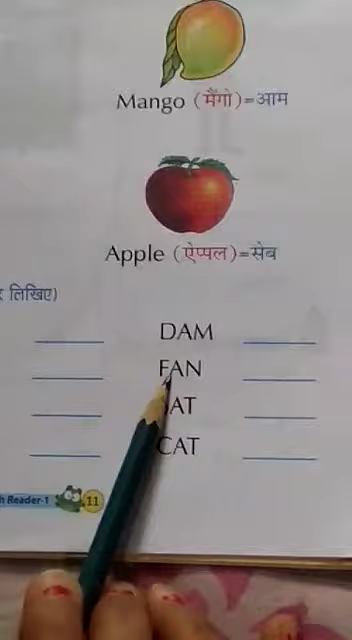 Mango (मैंगो)=आम
Apple (ऐप्पल)=सेब
लिखिए)
DAM
FAN
CAT
Reader-1
11